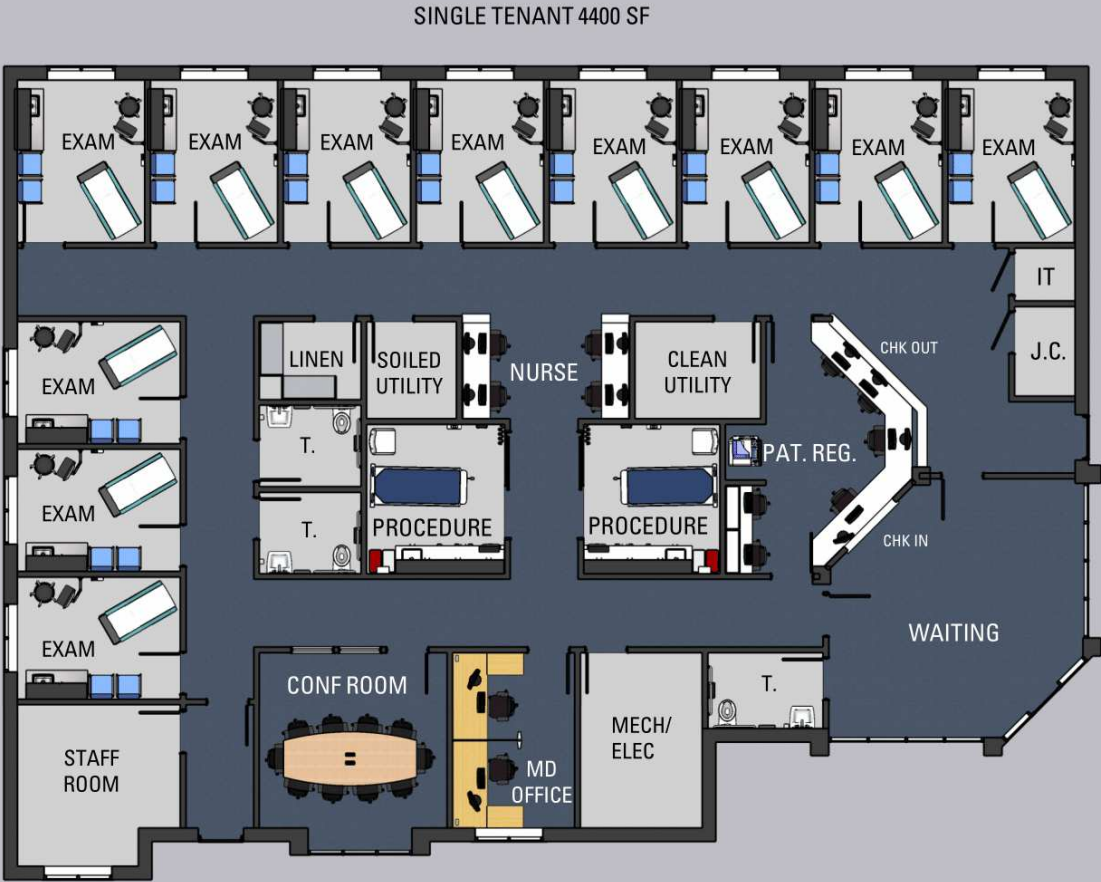 SINGLE TENANT 4400 SF
EXAM
EXAM
EXAM
EXAM
EXAM
EXAM
EXAM
EXAM
IT
J.C.
CHK OUT
LINEN
SOILED
UTILITY
NURSE
CLEAN
UTILITY
EXAM
T.
PAT. REG.
EXAM
PROCEDURE
PROCEDURE
T.
CHK IN
EXAM
WAITING
CONF ROOM
T.
MECH/
ELEC
STAFF
ROOM
MD
OFFICE